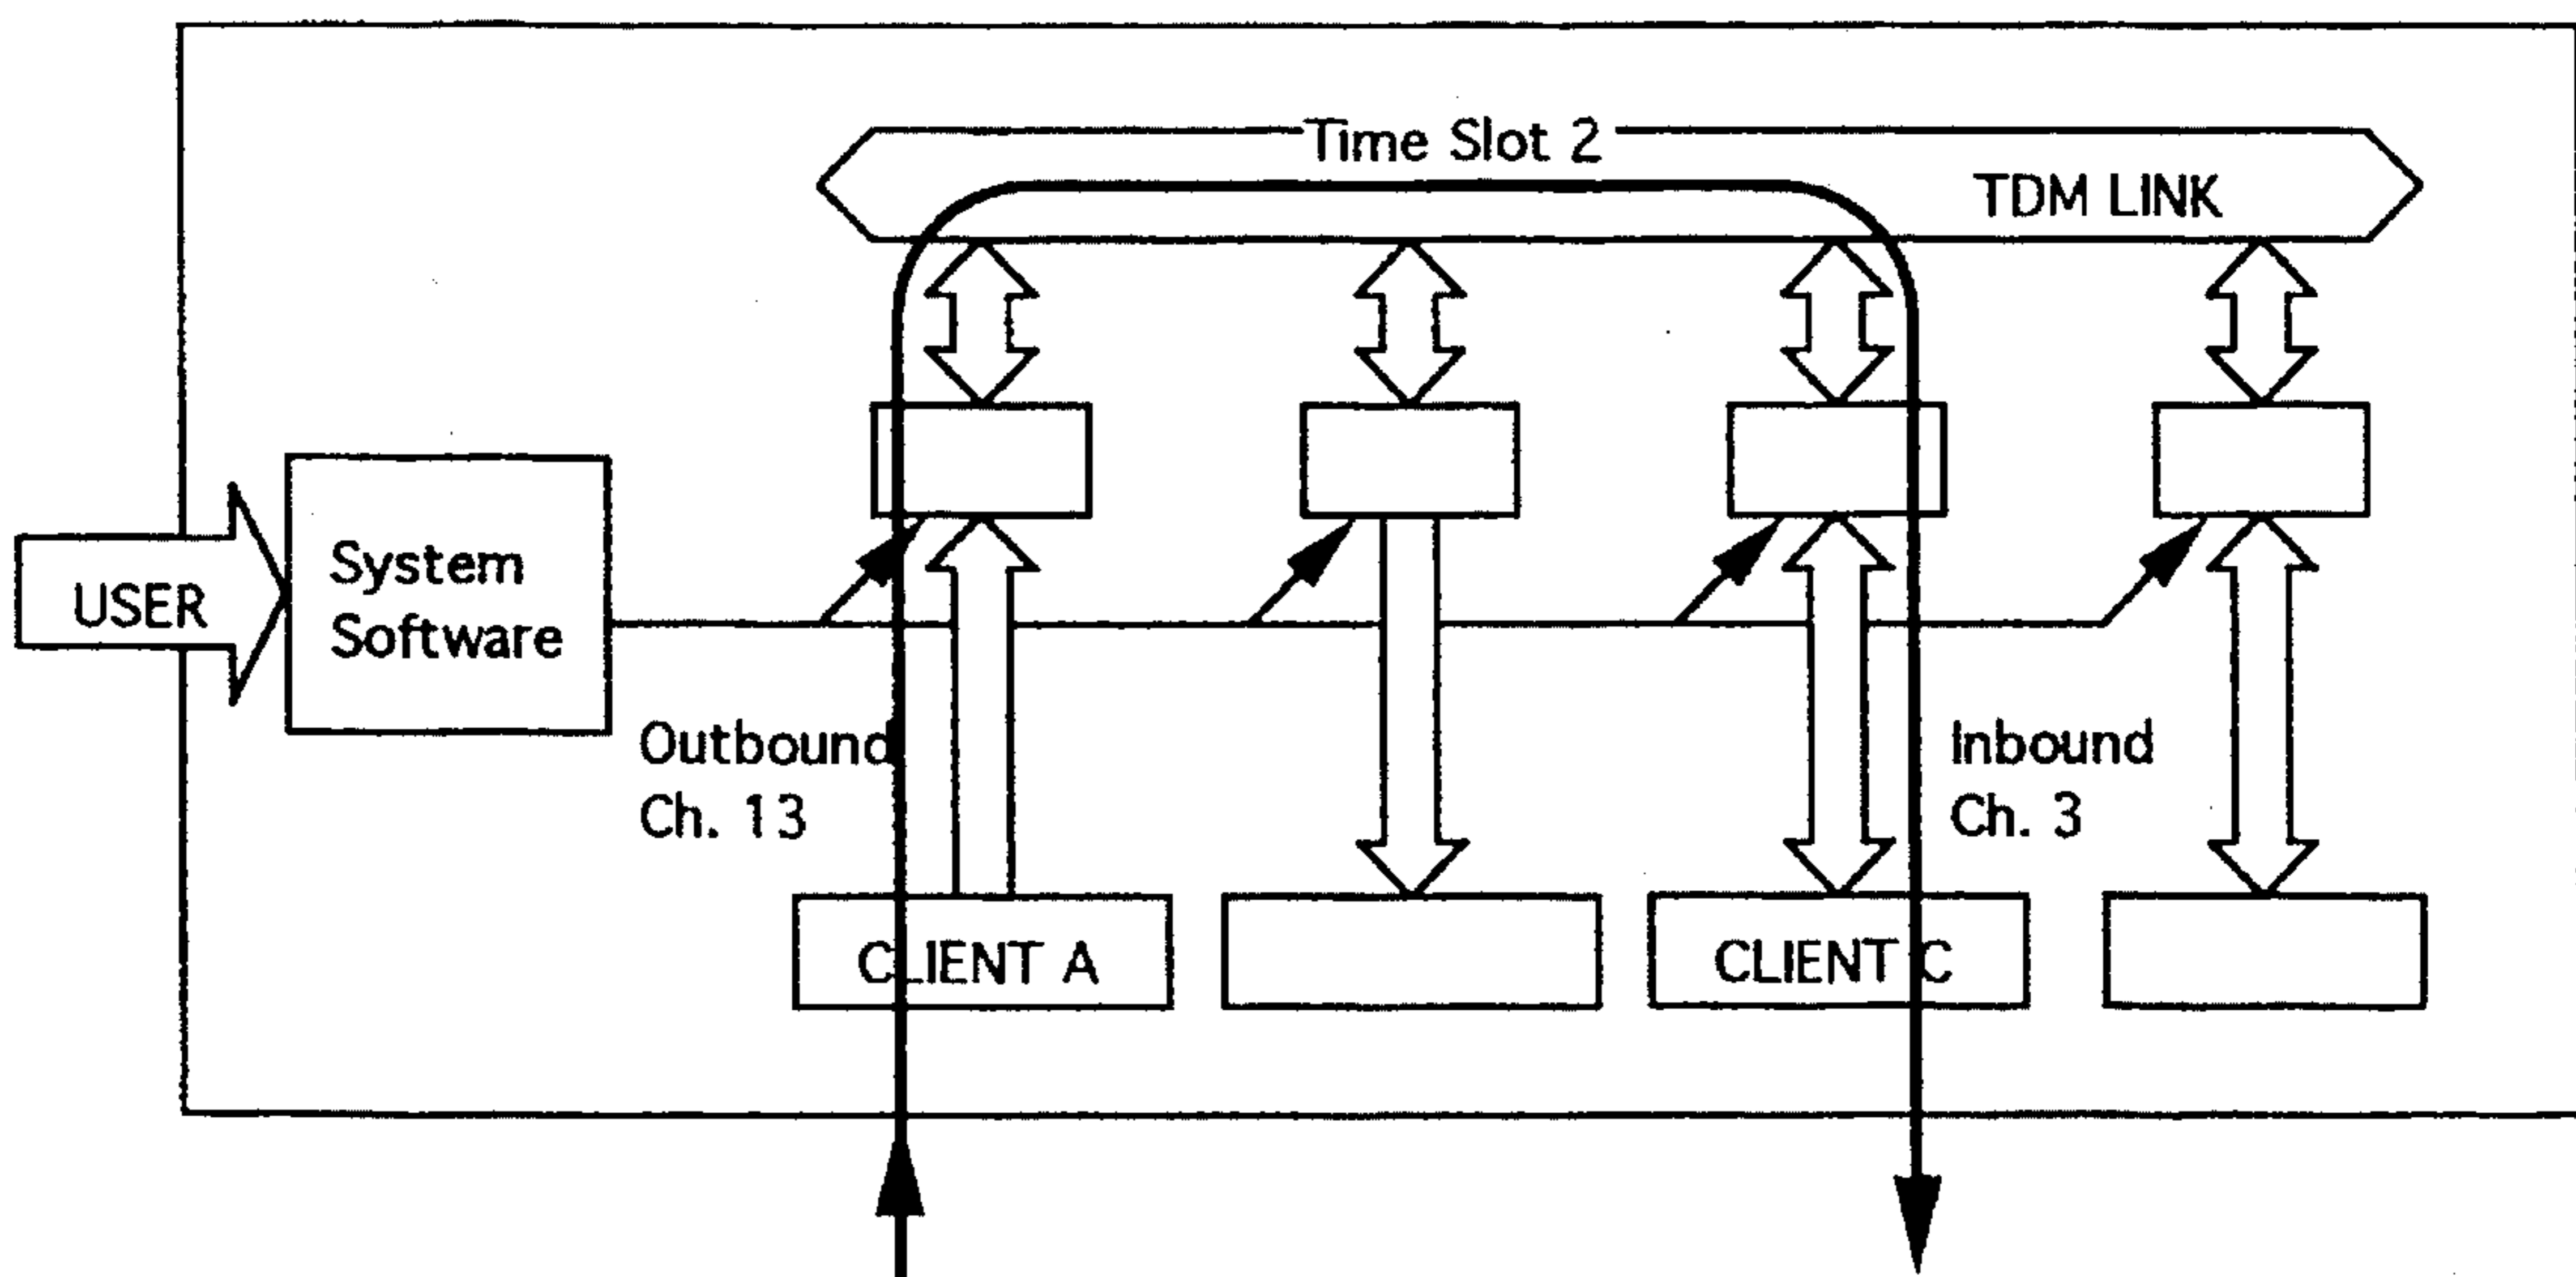 Time Slot 2
TDM LINK
USER
System
Software
Outbound
Ch. 13
Inbound
Ch. 3
CLIENT A
CLIENT C